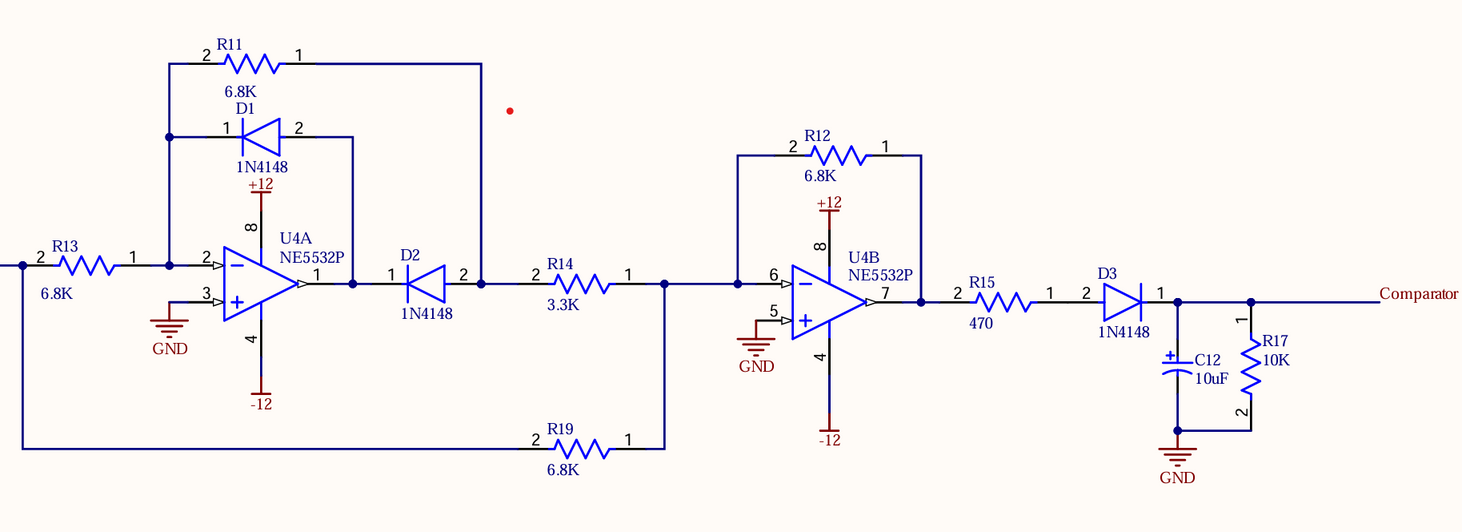 R11
2
1
6.8K
D1
1
2
1N4148
+12
8
R13
2
1
6.8K
2
3
U4A
NE5532P
1
4
GND
-12
D2
1
2
1N4148
R14
2
1
3.3K
R12
2
1
6.8K
+12
8
U4B
NE5532P
6
5
7
4
GND
-12
R19
2
1
6.8K
R15
2
1
470
D3
2
1
1N4148
Comparator
C12
10uF
1
R17
10K
2
GND